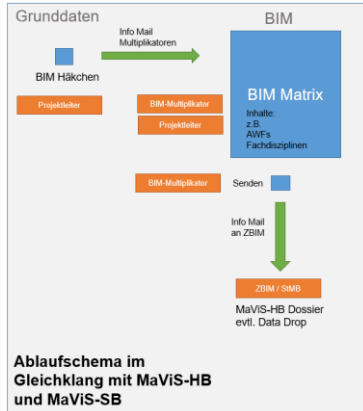 Grunddaten
BIM
Info Mail
Multiplikatoren
BIM Häkchen
BIM Matrix
Inhalte:
z.B.
AWFs
Fachdisziplinen
Projektleiter
BIM-Multiplikator
Projektleiter
BIM-Multiplikator
Senden
Info Mail
an ZBIM
ZBIM / StMB
MaViS-HB Dossier
evtl. Data Drop
Ablaufschema im
Gleichklang mit MaViS-HB
und MaViS-SB